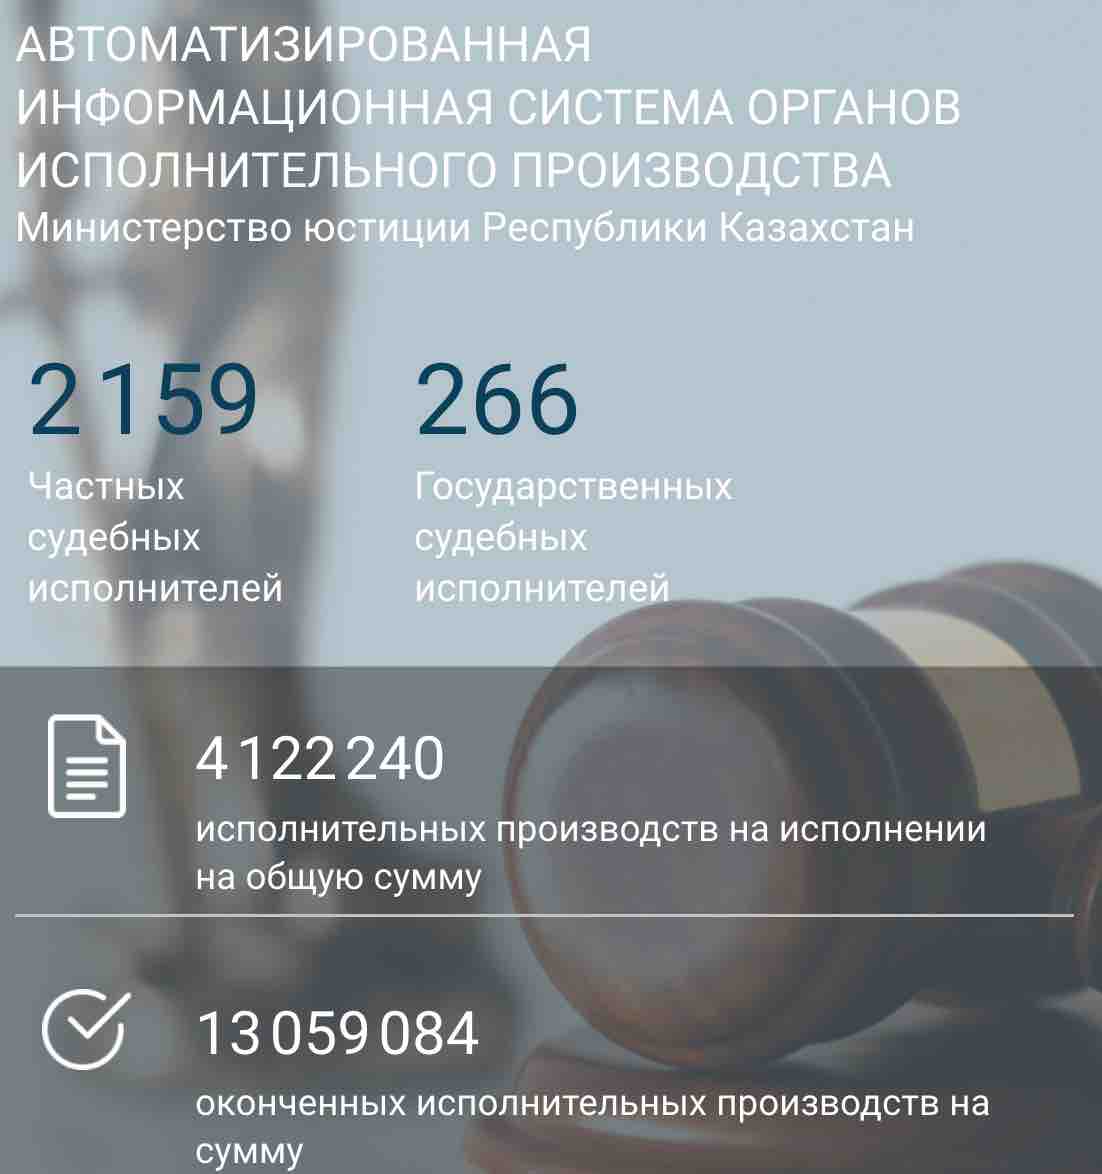 АВТОМАТИЗИРОВАННАЯ
ИНФОРМАЦИОННАЯ СИСТЕМА ОРГАНОВ
ИСПОЛНИТЕЛЬНОГО ПРОИЗВОДСТВА
Министерство юстиции Республики Казахстан
2 159
Частных
судебных
исполнителей
266
Государственных
судебных
исполнителей
4 122 240
исполнительных производств на исполнении
на общую сумму
13 059 084
оконченных исполнительных производств на
сумму